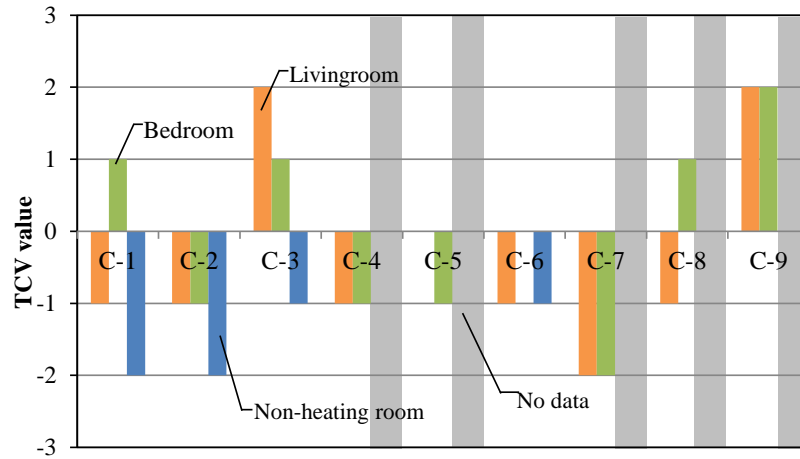 3
2
1
0
-1
-2
-3
TCV value
Livingroom
Bedroom
C-1 C-2 C-3 C-4 C-5 C-6 C-7 C-8 C-9
Non-heating room
No data